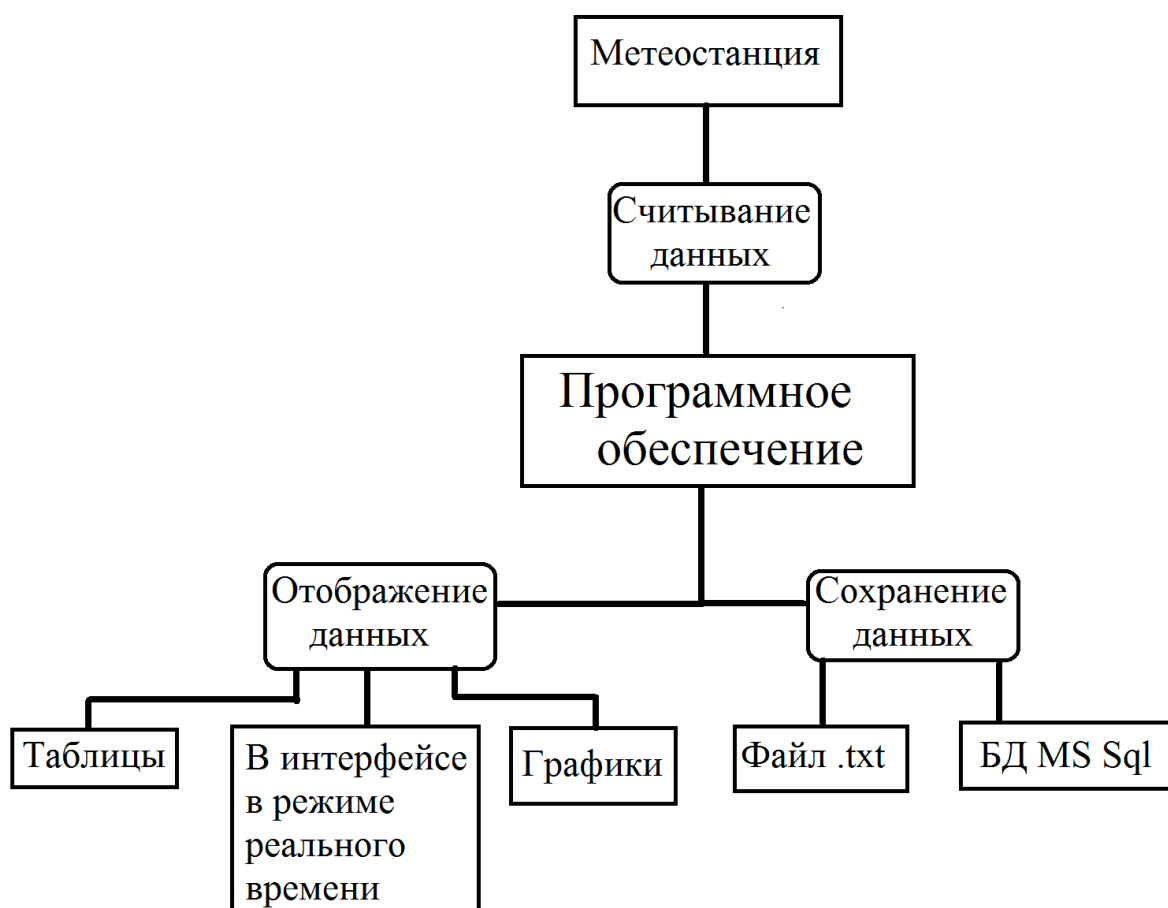 Метеостанция
Считывание
данных
Программное
обеспечение
Отображение
данных
Сохранение
данных
Таблицы
В интерфейсе
в режиме
реального
времени
Графики
Файл .txt
БД MS Sql